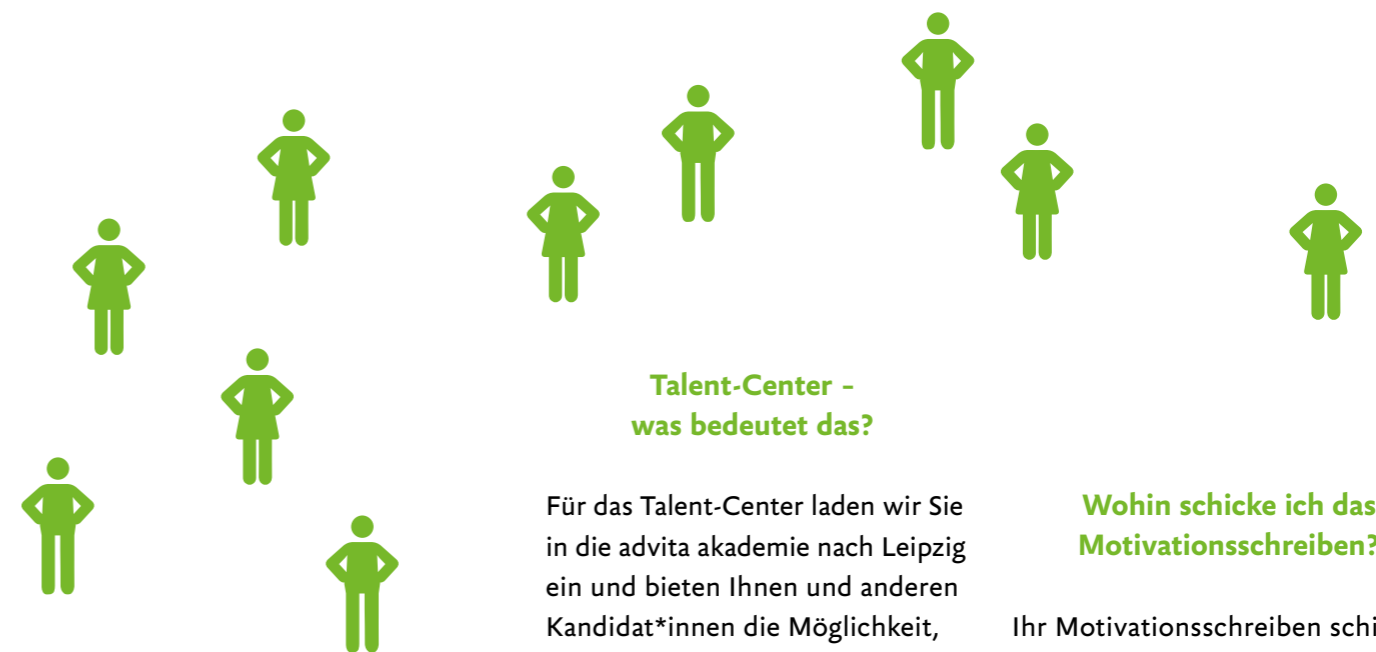 Talent-Center –
was bedeutet das?
Für das Talent-Center laden wir Sie
in die advita akademie nach Leipzig
ein und bieten Ihnen und anderen
Kandidat*innen die Möglichkeit,
Wohin schicke ich das
Motivationsschreiben?
Ihr Motivationsschreiben schi